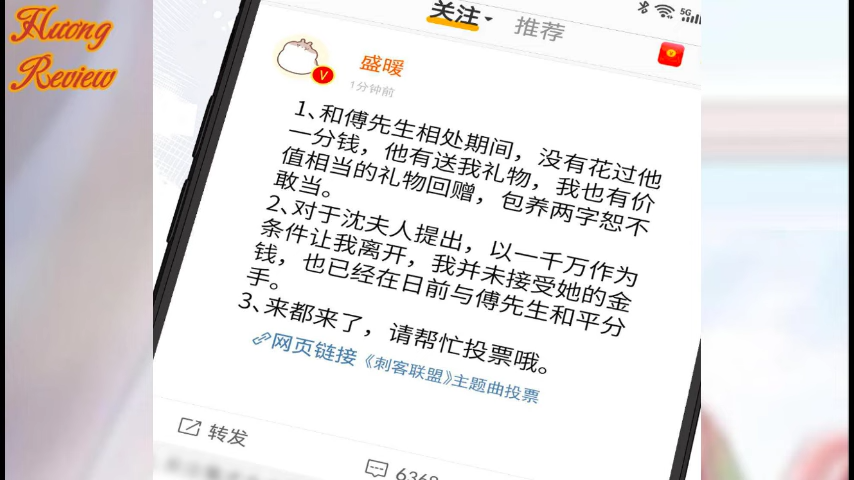 Hương
Review
关注
推荐
5G
盛暖
1分钟前
1、和傅先生相处期间，没有花过他
一分钱，他有送我礼物，我也有价
值相当的礼物回赠，包养两字恕不
敢当。
2、对于沈夫人提出，以一千万作为
条件让我离开，我并未接受她的金
钱，也已经在日前与傅先生和平分
手。
3、来都来了，请帮忙投票哦。
网页链接《刺客联盟》主题曲投票
转发